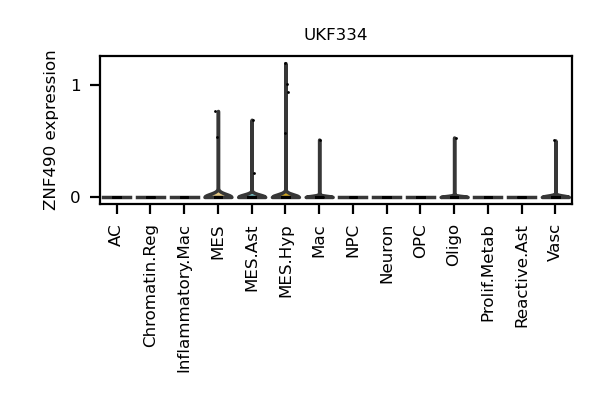 UKF334
ZNF490 expression
1
0
AC
Chromatin.Reg
Inflammatory.Mac
MES
MES.Ast
MES.Hyp
Mac
NPC
Neuron
OPC
Oligo
Prolif.Metab
Reactive.Ast
Vasc